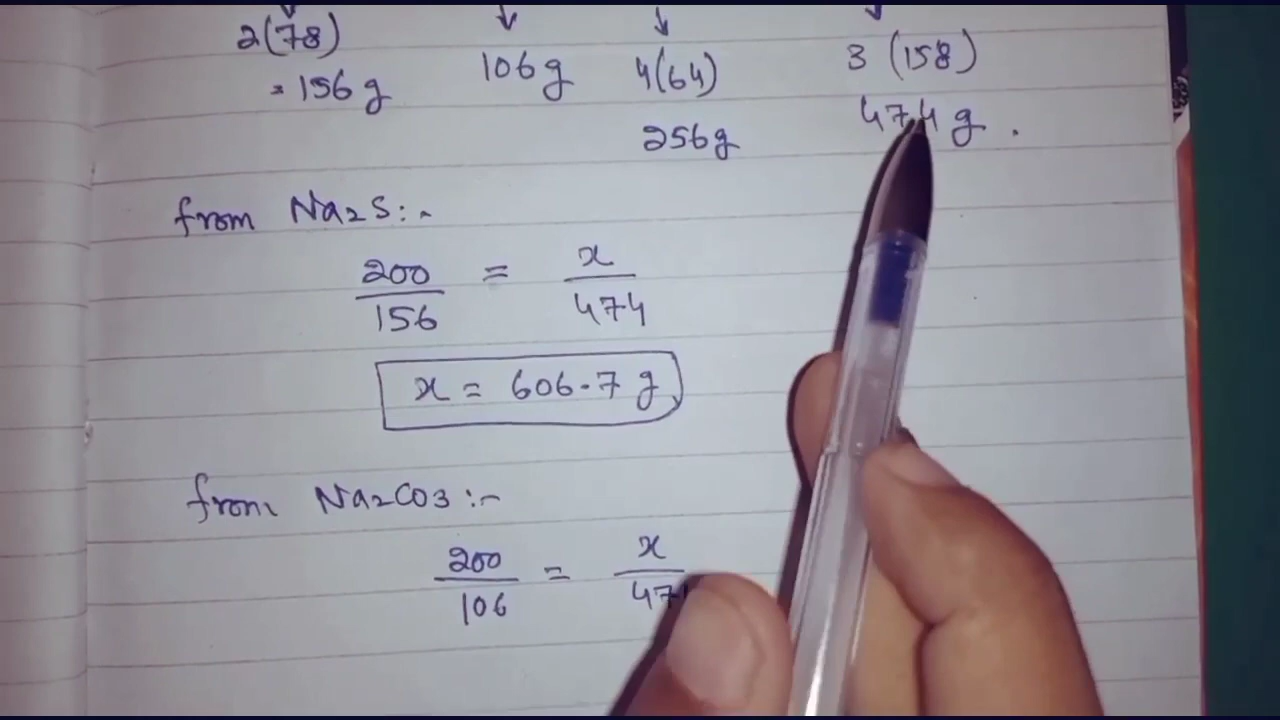 2(78) 106 g 4(64) 3 (158)
= 156 g 256g 474 g .
from Na2S:-
200/156 = x/474
x = 606.7 g
from Na2CO3:-
200/106 = x/